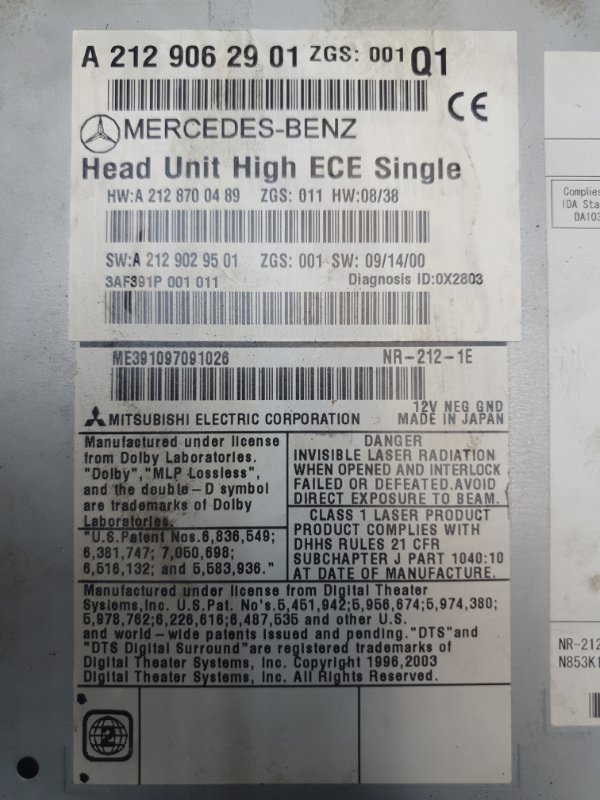 A 212 906 29 01 ZGS: 001 Q1
CE
MERCEDES-BENZ
Head Unit High ECE Single
HW:A 212 870 04 89 ZGS: 011 HW:08/38
SW:A 212 902 95 01 ZGS: 001 SW: 09/14/00
3AF391P 001 011 Diagnosis ID:0X2803
ME391097091026 NR-212-1E
12V NEG GND
MITSUBISHI ELECTRIC CORPORATION MADE IN JAPAN
Manufactured under license
from Dolby Laboratories.
"Dolby","MLP Lossless",
and the double-D symbol
are trademarks of Dolby
Laboratories.
"U.S.Patent Nos.6,836,549;
6,381,747; 7,050,698;
6,516,132; and 5,583,936."
DANGER
INVISIBLE LASER RADIATION
WHEN OPENED AND INTERLOCK
FAILED OR DEFEATED.AVOID
DIRECT EXPOSURE TO BEAM.
CLASS 1 LASER PRODUCT
PRODUCT COMPLIES WITH
DHHS RULES 21 CFR
SUBCHAPTER J PART 1040:10
AT DATE OF MANUFACTURE.
Manufactured under license from Digital Theater
Systems,Inc. U.S.Pat. No's.5,451,942;5,956,674;5,974,380;
5,978,762;6,226,616;6,487,535 and other U.S.
and world-wide patents issued and pending."DTS"and
"DTS Digital Surround"are registered trademarks of
Digital Theater Systems, Inc. Copyright 1996,2003
Digital Theater Systems, Inc. All Rights Reserved.
2
Complies
IDA Sta
DA103
NR-212
N853K1